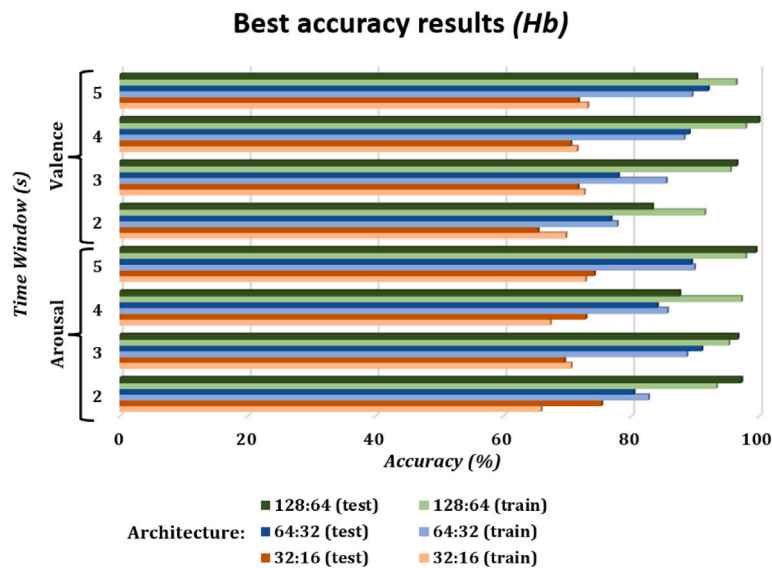 Best accuracy results (Hb)
Time Window (s)
Valence
5
4
3
2
Arousal
5
4
3
2
0 20 40 60 80 100
Accuracy (%)
Architecture:
128:64 (test) 128:64 (train)
64:32 (test) 64:32 (train)
32:16 (test) 32:16 (train)